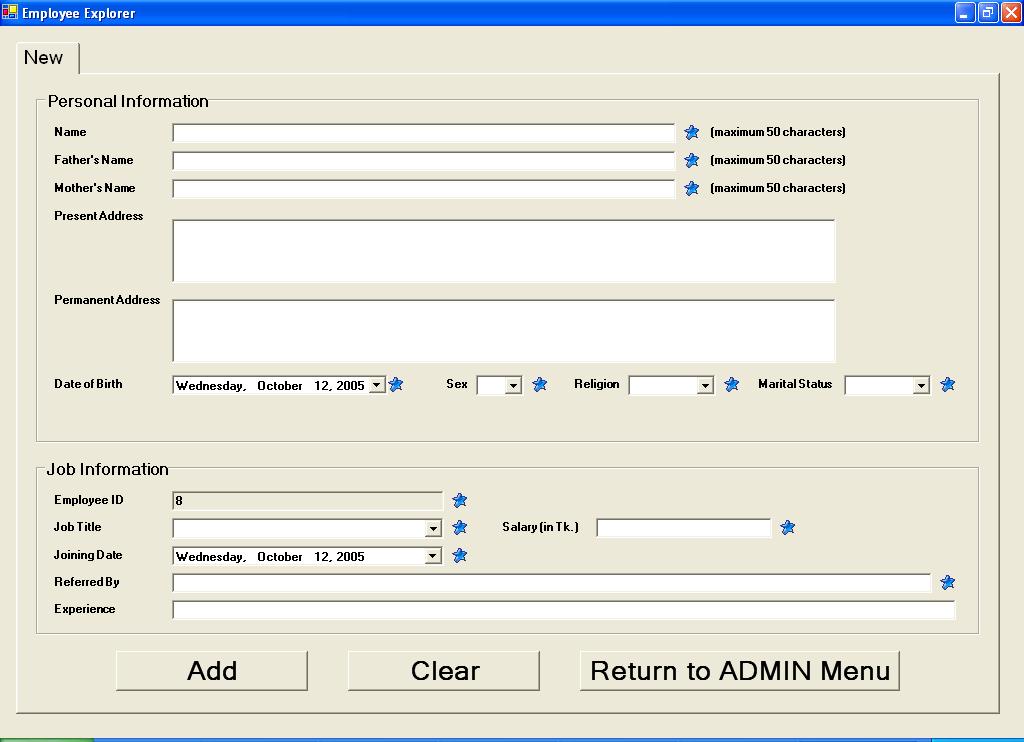 Employee Explorer
New
Personal Information
Name (maximum 50 characters)
Father's Name (maximum 50 characters)
Mother's Name (maximum 50 characters)
Present Address
Permanent Address
Date of Birth Wednesday, October 12, 2005 Sex Religion Marital Status
Job Information
Employee ID 8
Job Title Salary (in Tk.)
Joining Date Wednesday, October 12, 2005
Referred By
Experience
Add Clear Return to ADMIN Menu